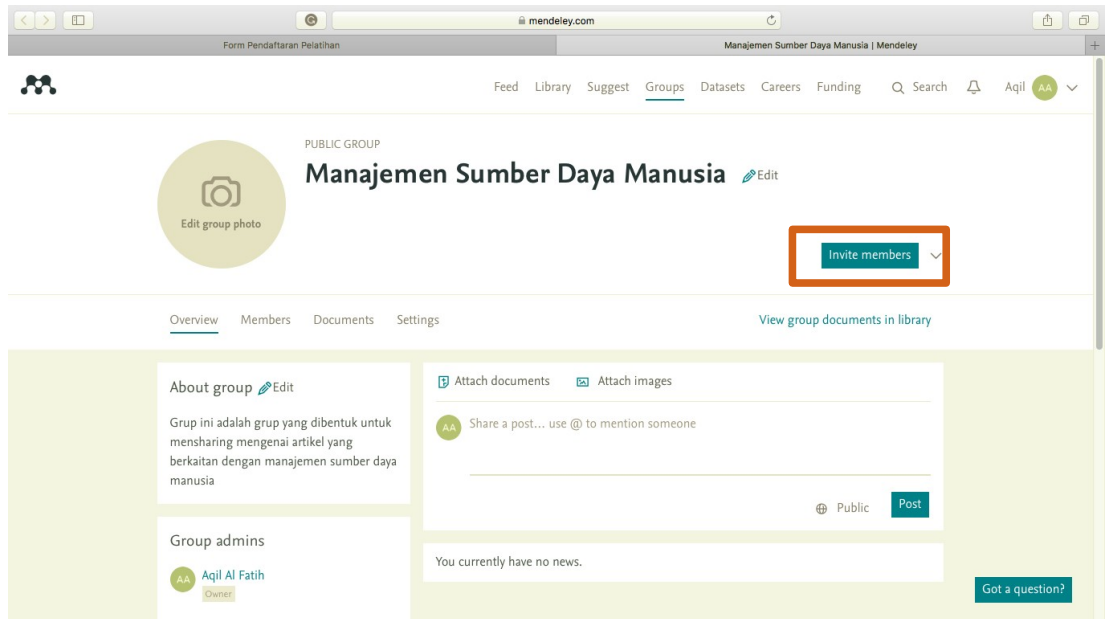 mendeley.com
Form Pendaftaran Pelatihan
Manajemen Sumber Daya Manusia | Mendeley
Feed Library Suggest Groups Datasets Careers Funding Search Aqil AA
PUBLIC GROUP
Manajemen Sumber Daya Manusia Edit
Edit group photo
Invite members
Overview Members Documents Settings View group documents in library
About group Edit
Grup ini adalah grup yang dibentuk untuk
mensharing mengenai artikel yang
berkaitan dengan manajemen sumber daya
manusia
Group admins
AA Aqil Al Fatih
Owner
Attach documents Attach images
AA Share a post... use @ to mention someone
Public Post
You currently have no news.
Got a question?